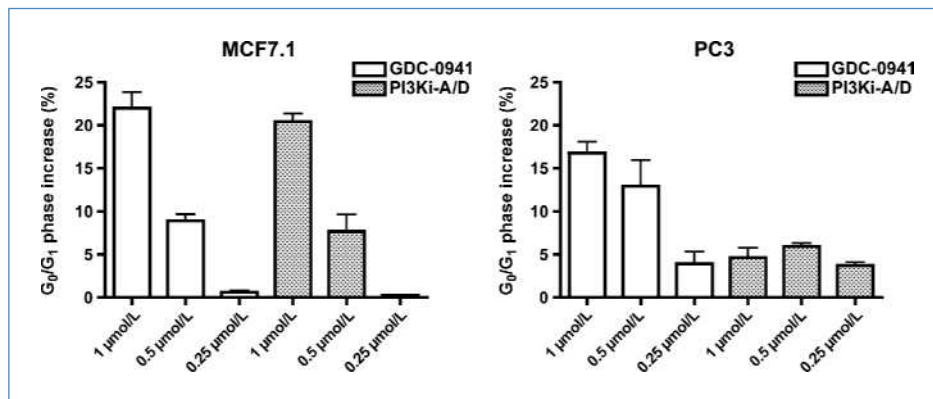 MCF7.1
GDC-0941
PI3Ki-A/D
G₀/G₁ phase increase (%)
25
20
15
10
5
0
1 µmol/L
0.5 µmol/L
0.25 µmol/L
1 µmol/L
0.5 µmol/L
0.25 µmol/L
PC3
GDC-0941
PI3Ki-A/D
G₀/G₁ phase increase (%)
25
20
15
10
5
0
1 µmol/L
0.5 µmol/L
0.25 µmol/L
1 µmol/L
0.5 µmol/L
0.25 µmol/L